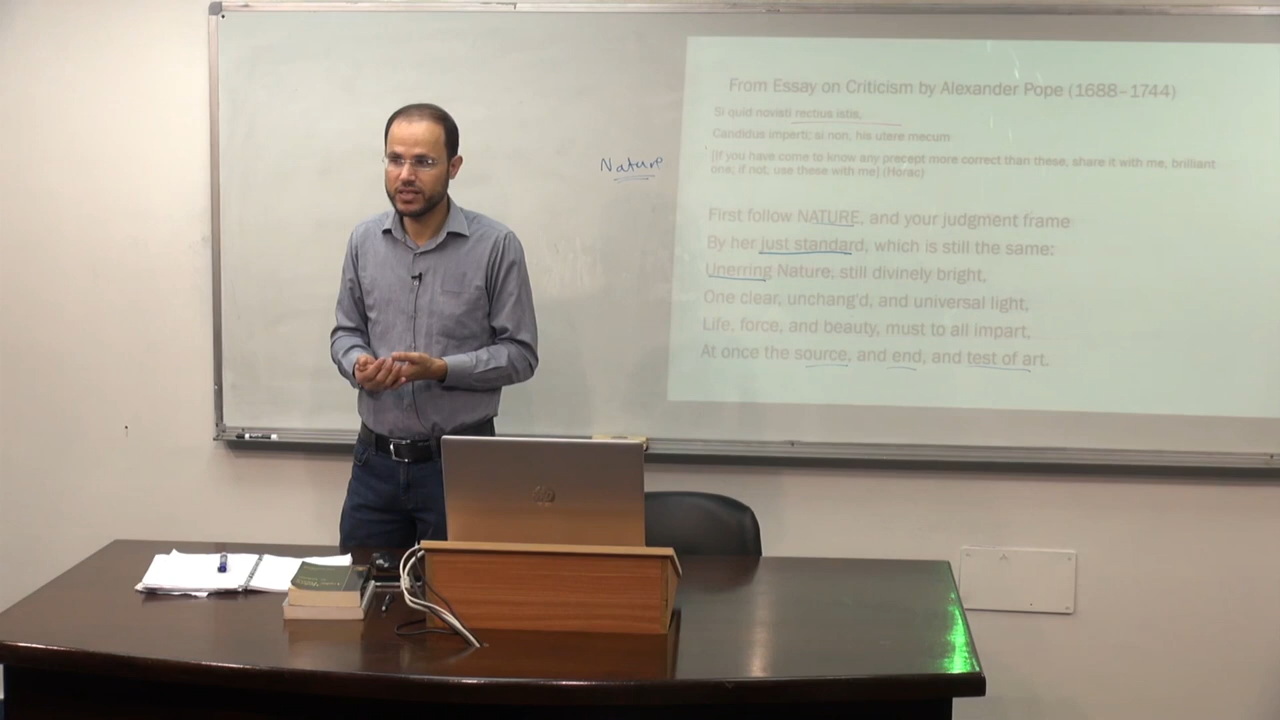 From Essay on Criticism by Alexander Pope (1688–1744)
Si quid novisti rectius istis,
Candidus imperti; si non, his utere mecum
[If you have come to know any precept more correct than these, share it with me, brilliant
one; if not, use these with me] (Horac)
Nature
First follow NATURE, and your judgment frame
By her just standard, which is still the same:
Unerring Nature, still divinely bright,
One clear, unchang'd, and universal light,
Life, force, and beauty, must to all impart,
At once the source, and end, and test of art.
hp